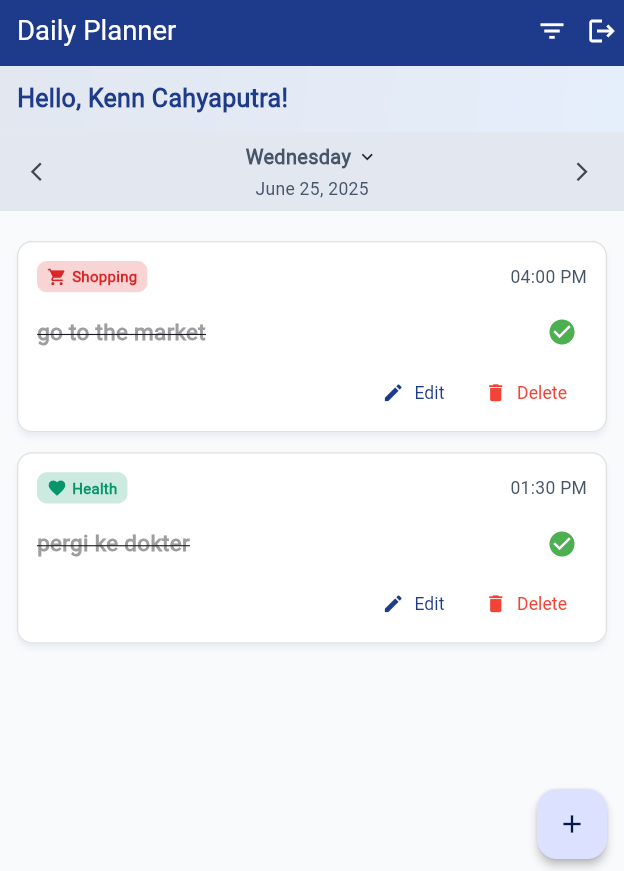 Daily Planner
Hello, Kenn Cahyaputra!
Wednesday
June 25, 2025
Shopping
04:00 PM
go to the market
Edit
Delete
Health
01:30 PM
pergi ke dokter
Edit
Delete